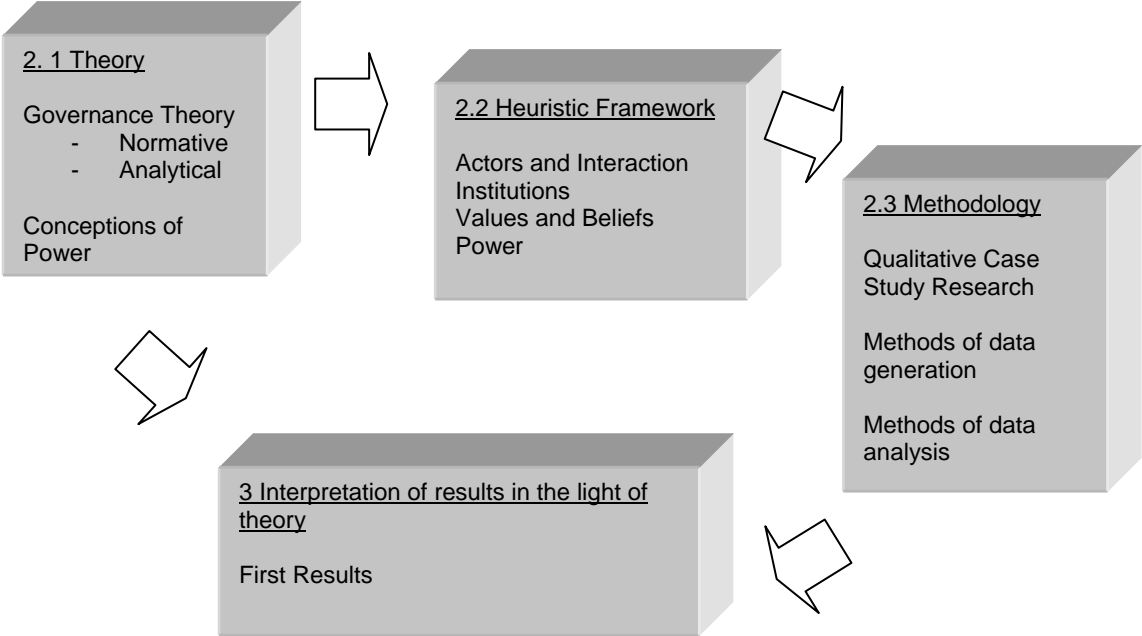 2. 1 Theory
Governance Theory
- Normative
- Analytical
Conceptions of
Power
2.2 Heuristic Framework
Actors and Interaction
Institutions
Values and Beliefs
Power
2.3 Methodology
Qualitative Case
Study Research
Methods of data
generation
Methods of data
analysis
3 Interpretation of results in the light of
theory
First Results